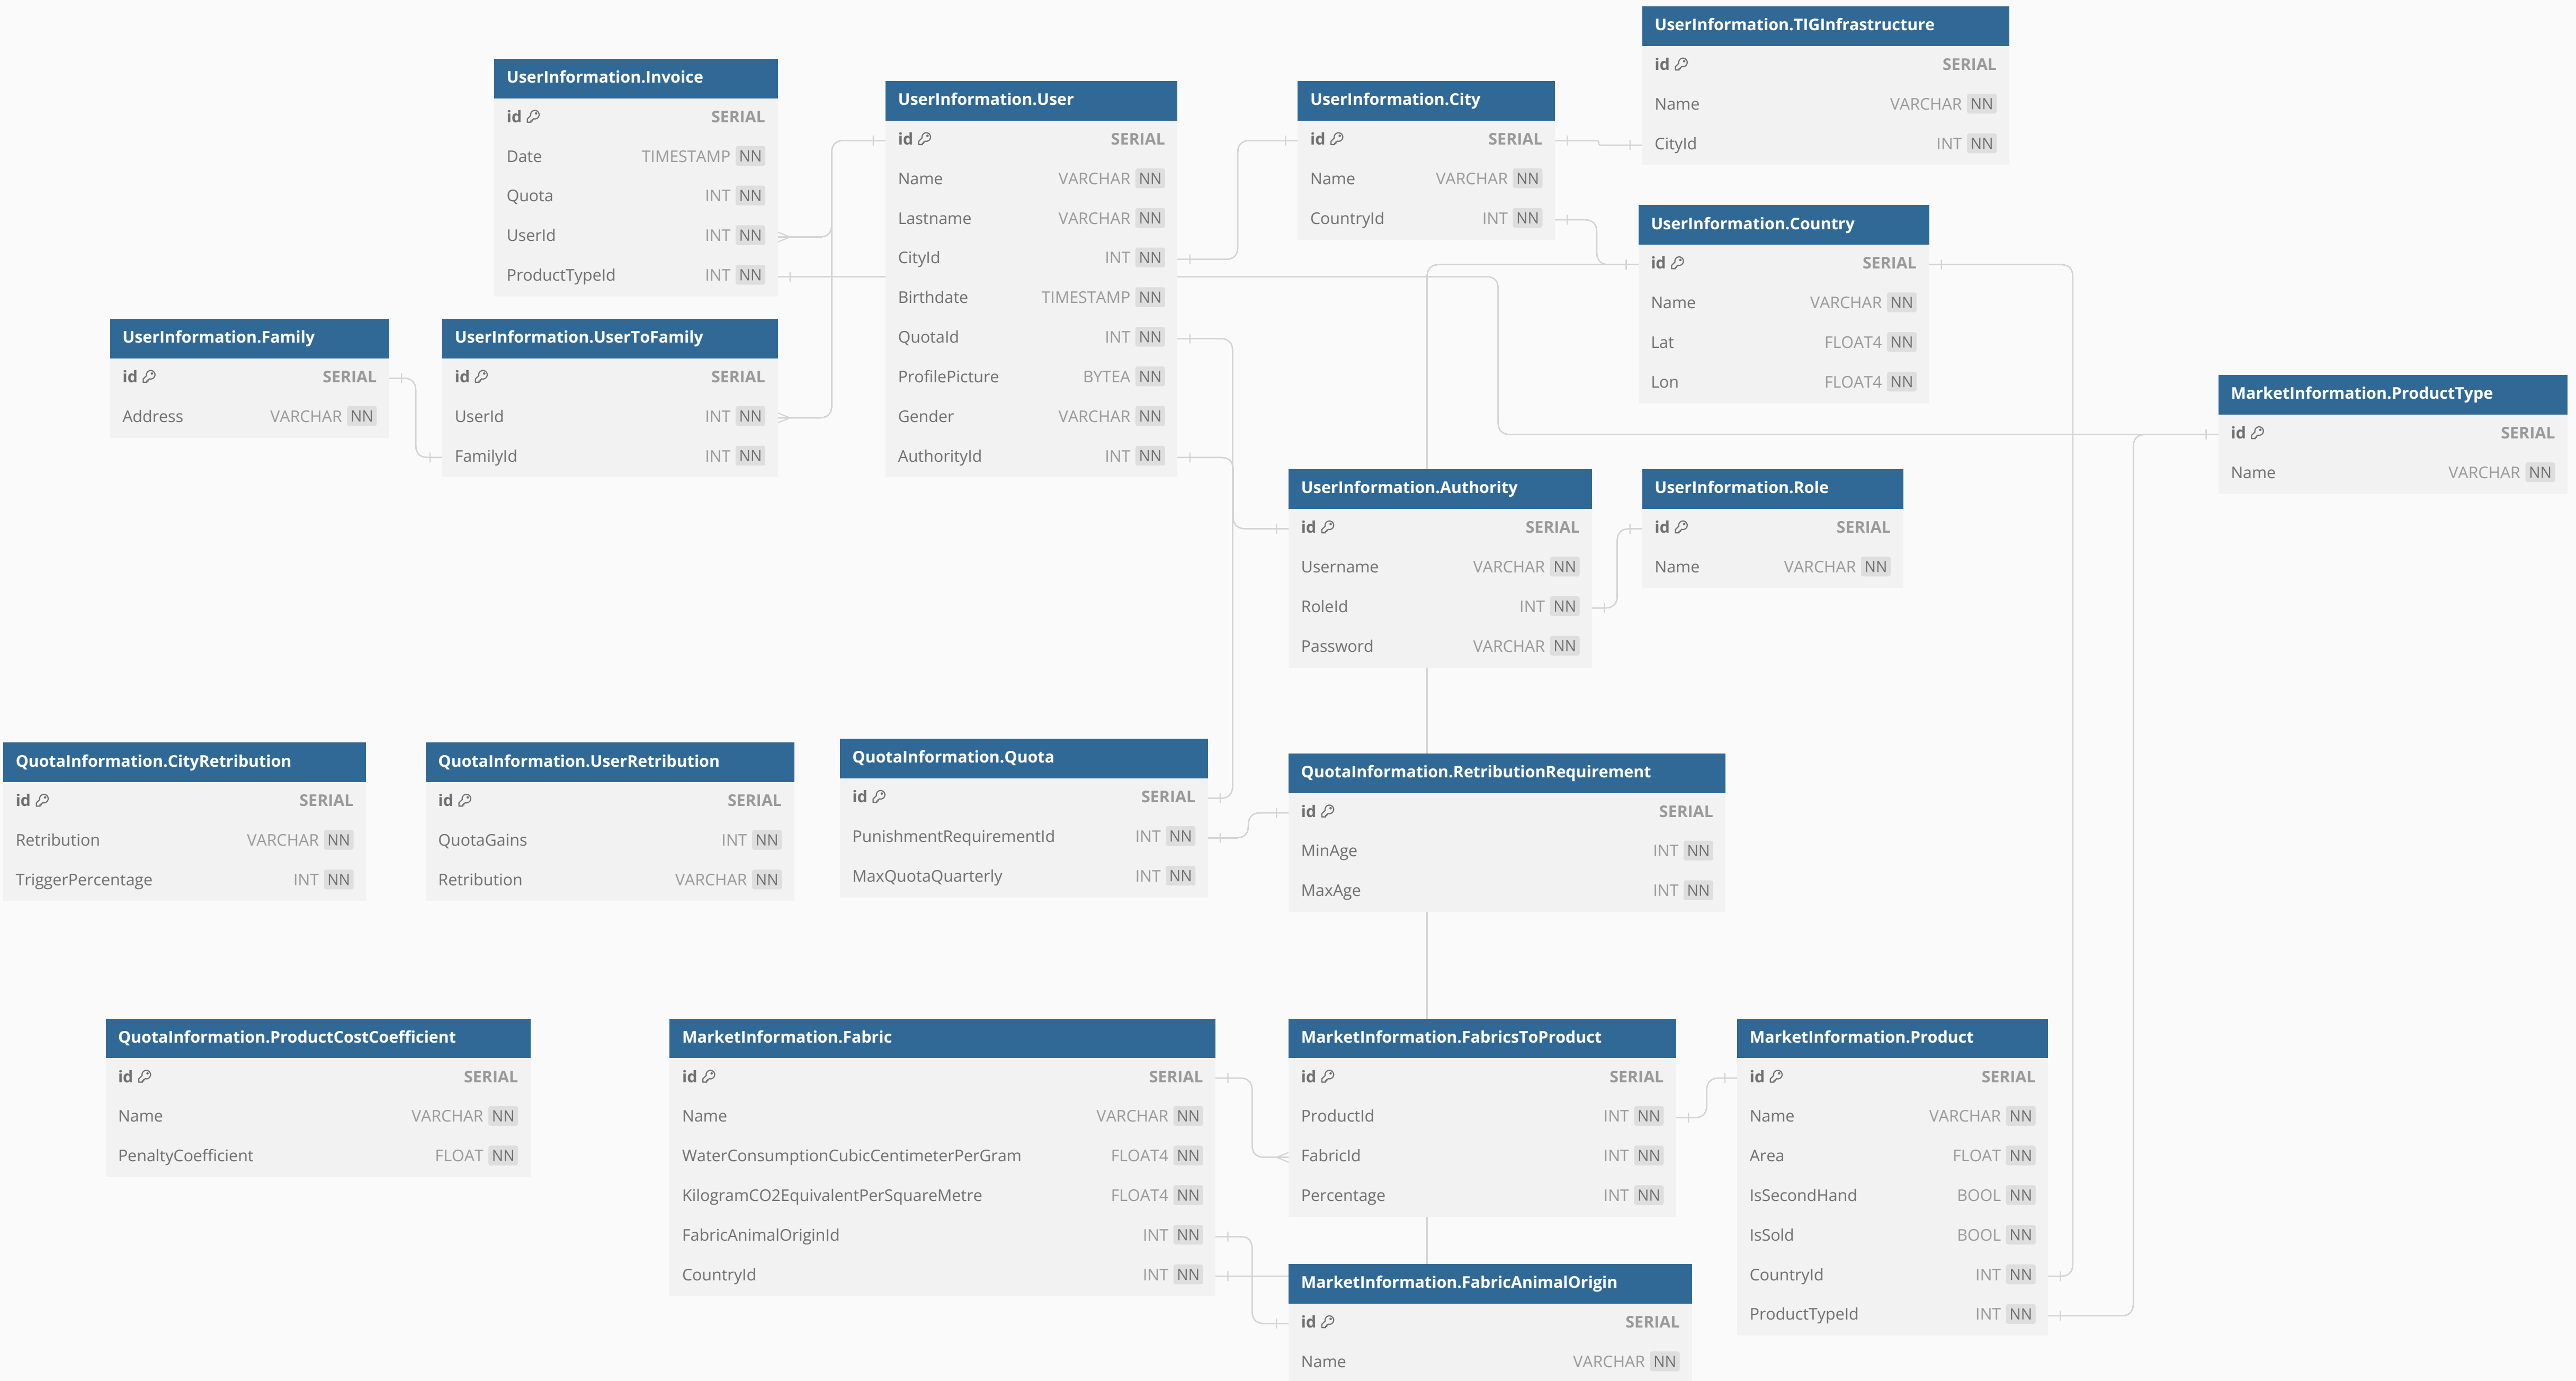 UserInformation.TIGInfrastructure
id SERIAL
Name VARCHAR NN
CityId INT NN
UserInformation.Invoice
id SERIAL
Date TIMESTAMP NN
Quota INT NN
UserId INT NN
ProductTypeId INT NN
UserInformation.User
id SERIAL
Name VARCHAR NN
Lastname VARCHAR NN
CityId INT NN
Birthdate TIMESTAMP NN
QuotaId INT NN
ProfilePicture BYTEA NN
Gender VARCHAR NN
AuthorityId INT NN
UserInformation.City
id SERIAL
Name VARCHAR NN
CountryId INT NN
UserInformation.Country
id SERIAL
Name VARCHAR NN
Lat FLOAT4 NN
Lon FLOAT4 NN
UserInformation.Family
id SERIAL
Address VARCHAR NN
UserInformation.UserToFamily
id SERIAL
UserId INT NN
FamilyId INT NN
MarketInformation.ProductType
id SERIAL
Name VARCHAR NN
UserInformation.Authority
id SERIAL
Username VARCHAR NN
RoleId INT NN
Password VARCHAR NN
UserInformation.Role
id SERIAL
Name VARCHAR NN
QuotaInformation.CityRetribution
id SERIAL
Retribution VARCHAR NN
TriggerPercentage INT NN
QuotaInformation.UserRetribution
id SERIAL
QuotaGains INT NN
Retribution VARCHAR NN
QuotaInformation.Quota
id SERIAL
PunishmentRequirementId INT NN
MaxQuotaQuarterly INT NN
QuotaInformation.RetributionRequirement
id SERIAL
MinAge INT NN
MaxAge INT NN
QuotaInformation.ProductCostCoefficient
id SERIAL
Name VARCHAR NN
PenaltyCoefficient FLOAT NN
MarketInformation.Fabric
id SERIAL
Name VARCHAR NN
WaterConsumptionCubicCentimeterPerGram FLOAT4 NN
KilogramCO2EquivalentPerSquareMetre FLOAT4 NN
FabricAnimalOriginId INT NN
CountryId INT NN
MarketInformation.FabricsToProduct
id SERIAL
ProductId INT NN
FabricId INT NN
Percentage INT NN
MarketInformation.Product
id SERIAL
Name VARCHAR NN
Area FLOAT NN
IsSecondHand BOOL NN
IsSold BOOL NN
CountryId INT NN
ProductTypeId INT NN
MarketInformation.FabricAnimalOrigin
id SERIAL
Name VARCHAR NN